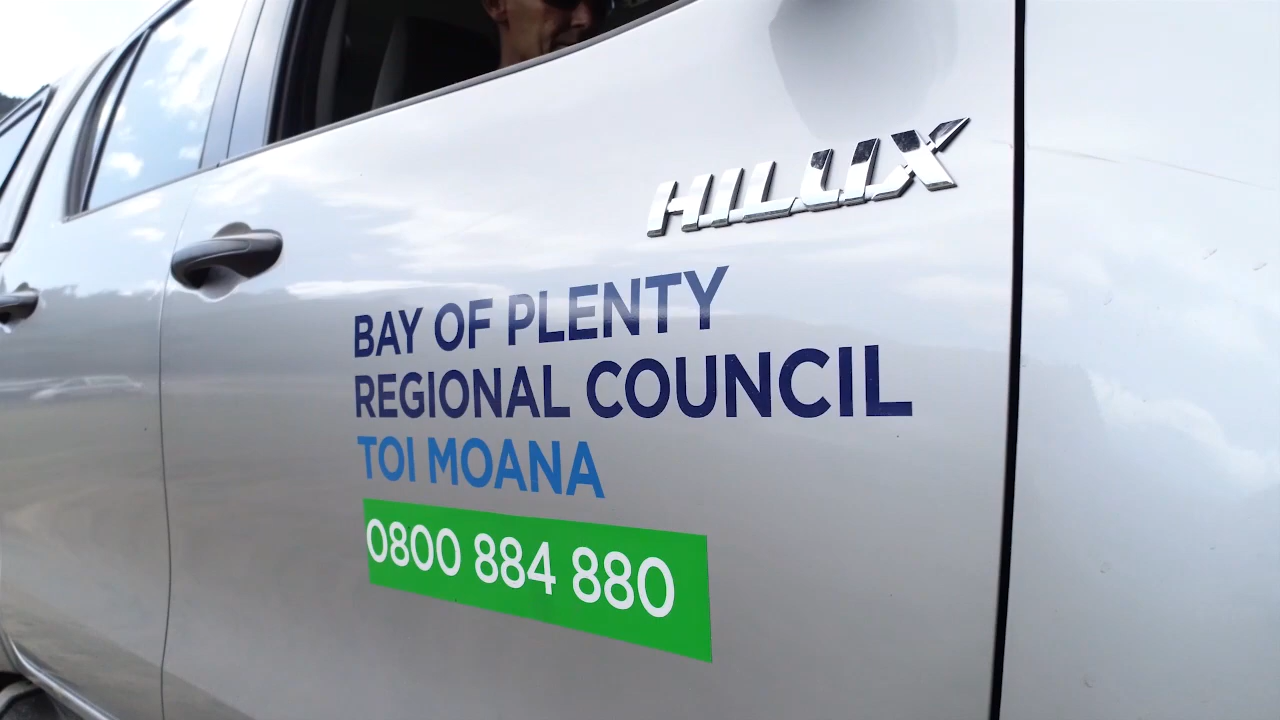 HILUX
BAY OF PLENTY
REGIONAL COUNCIL
TOI MOANA
0800 884 880